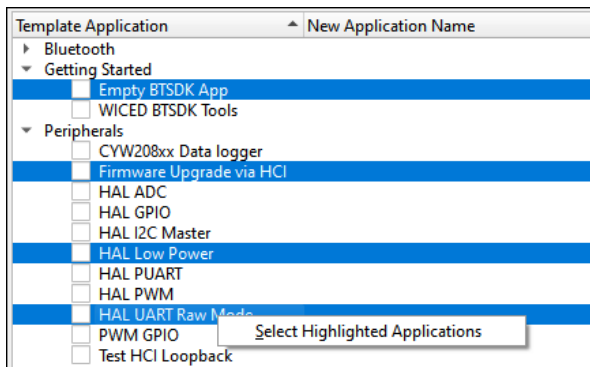 Template Application New Application Name
Bluetooth
Getting Started
Empty BTSDK App
WICED BTSDK Tools
Peripherals
CYW208xx Data logger
Firmware Upgrade via HCI
HAL ADC
HAL GPIO
HAL I2C Master
HAL Low Power
HAL PUART
HAL PWM
HAL UART Raw Mode
PWM GPIO
Select Highlighted Applications
Test HCI Loopback